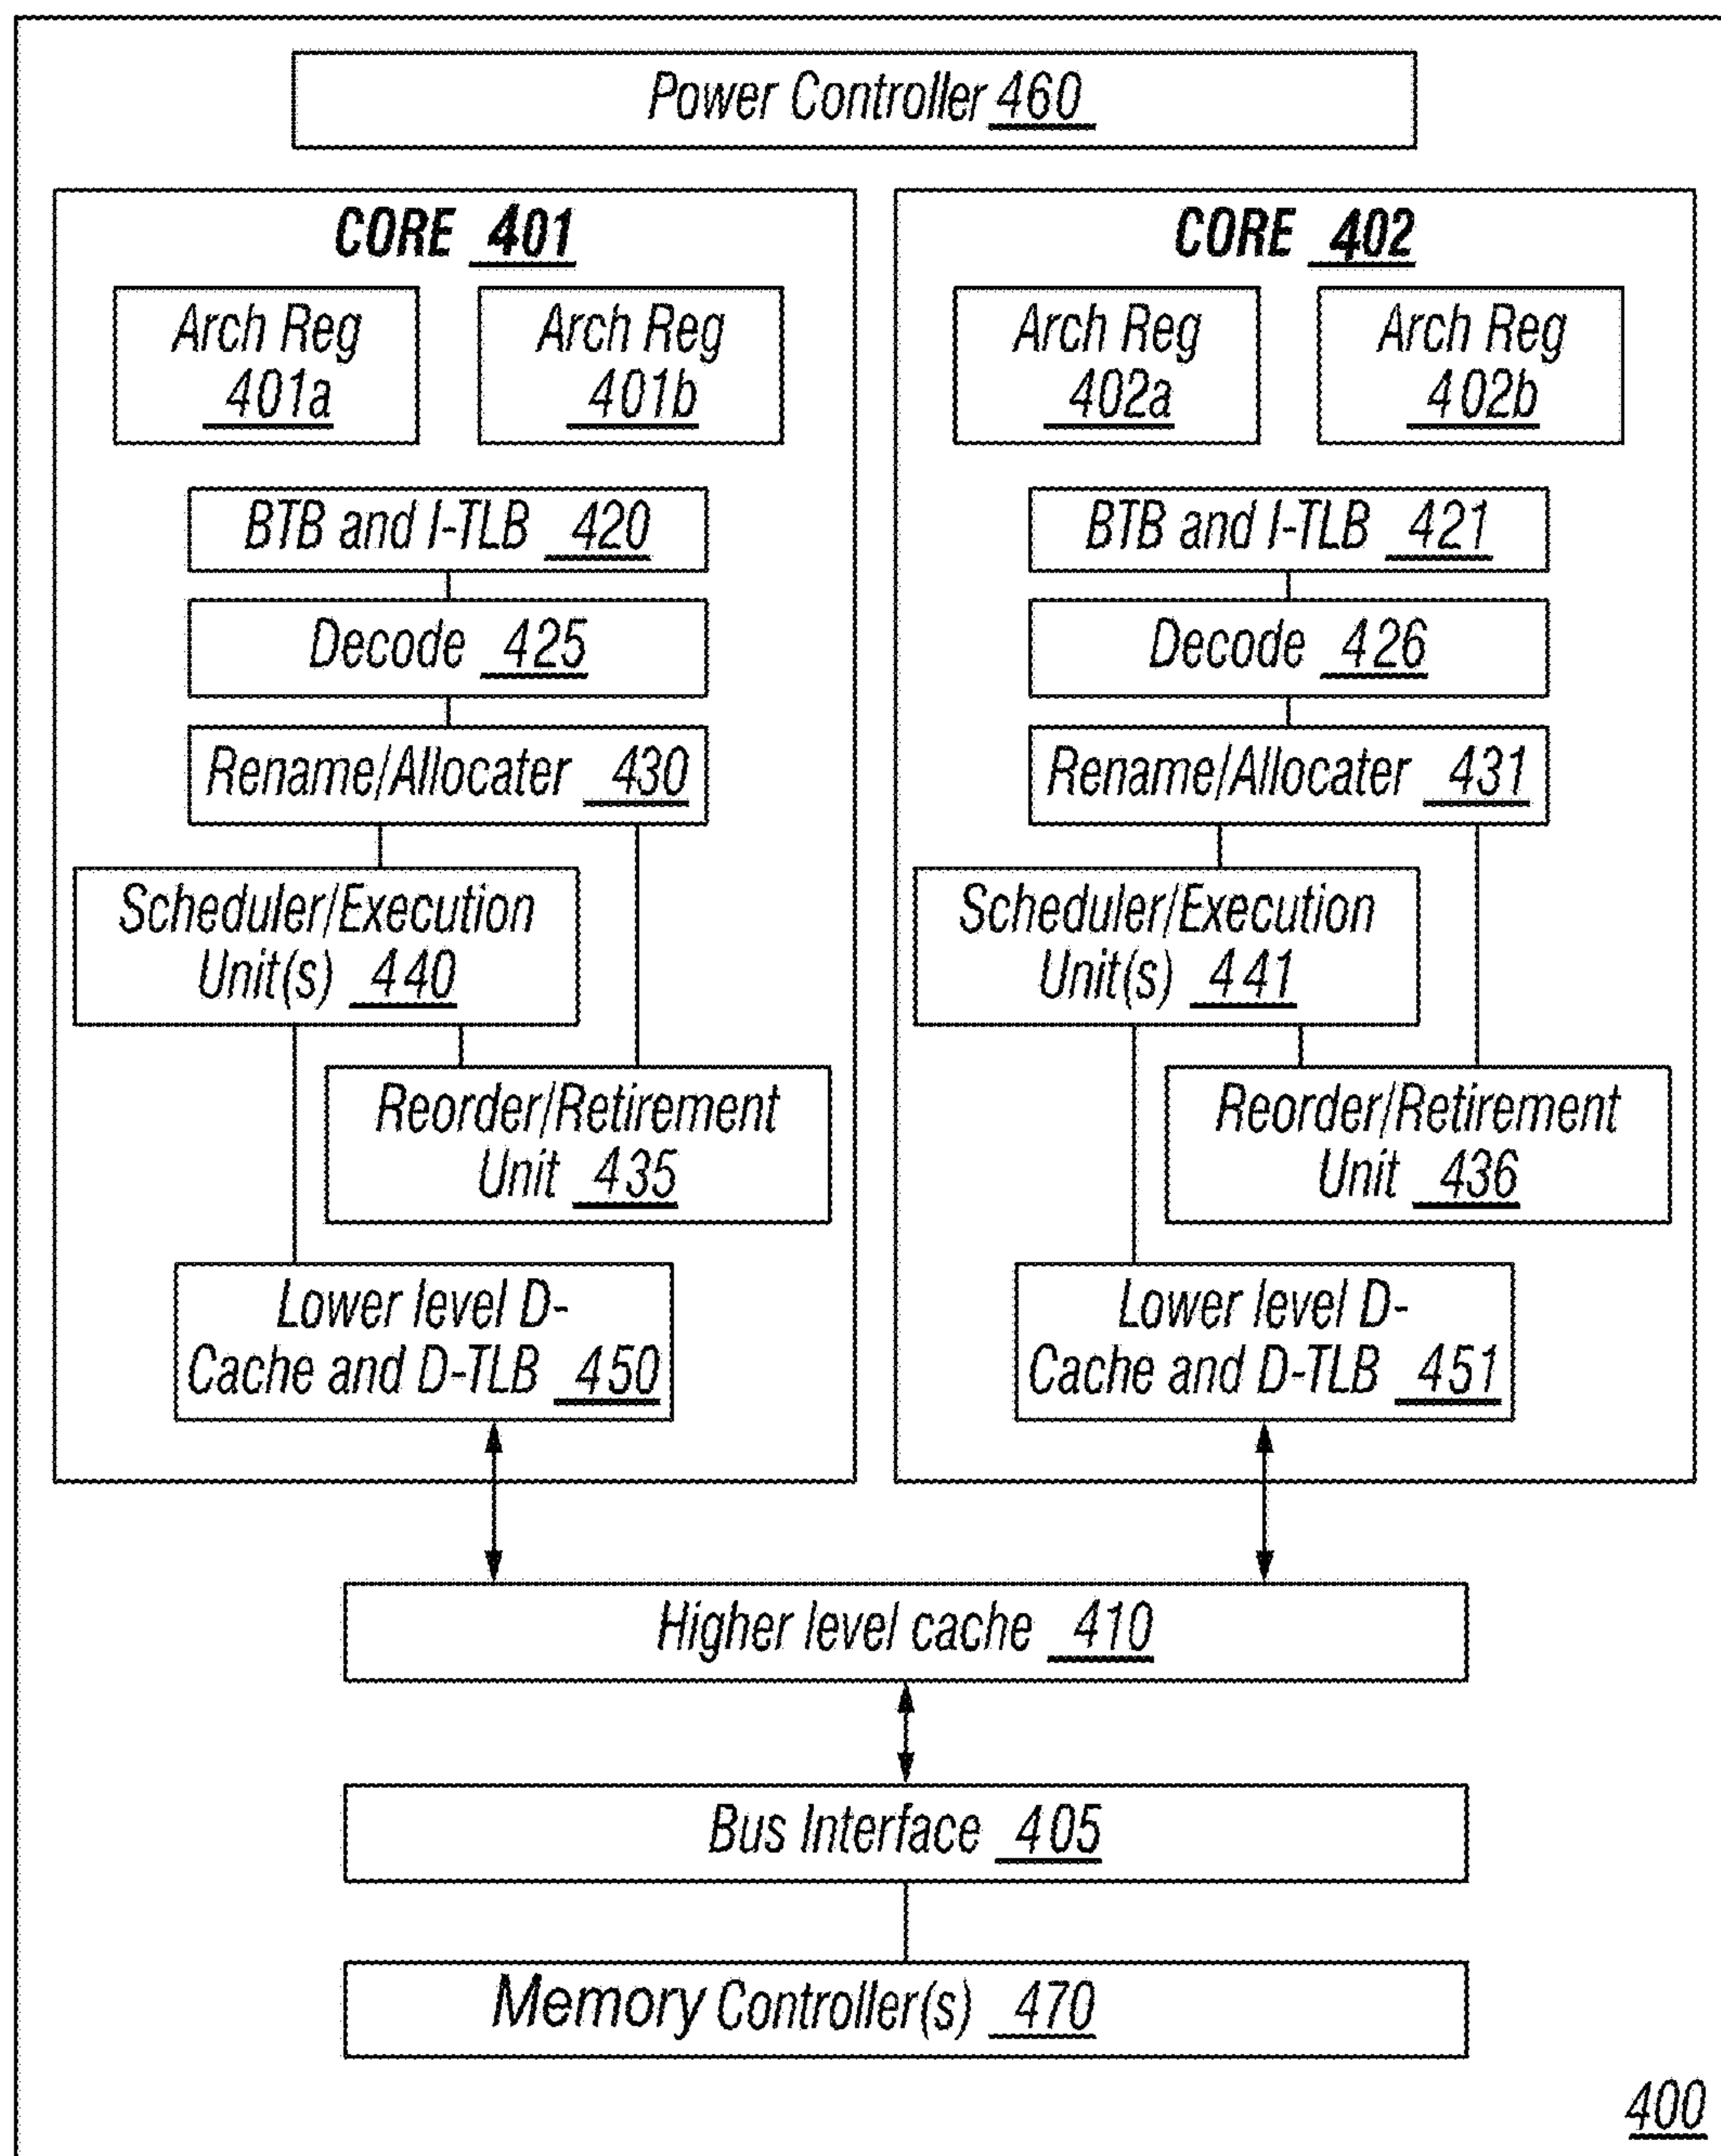 Power Controller 460
CORE 401
Arch Reg
401a
Arch Reg
401b
BTB and I-TLB 420
Decode 425
Rename/Allocater 430
Scheduler/Execution
Unit(s) 440
Reorder/Retirement
Unit 435
Lower level D-
Cache and D-TLB 450
CORE 402
Arch Reg
402a
Arch Reg
402b
BTB and I-TLB 421
Decode 426
Rename/Allocater 431
Scheduler/Execution
Unit(s) 441
Reorder/Retirement
Unit 436
Lower level D-
Cache and D-TLB 451
Higher level cache 410
Bus Interface 405
Memory Controller(s) 470
400